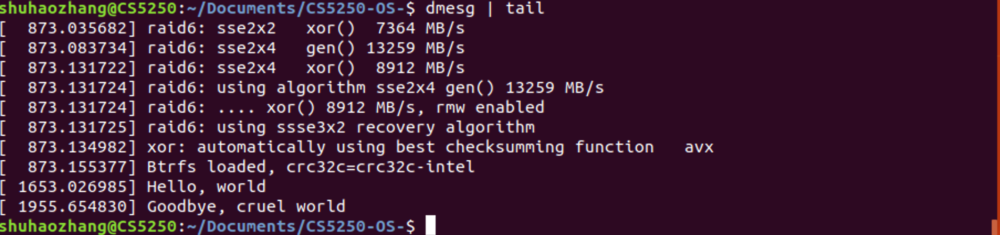 shuhaozhang@CS5250:~/Documents/CS5250-OS-$ dmesg | tail
[  873.035682] raid6: sse2x2   xor()  7364 MB/s
[  873.083734] raid6: sse2x4   gen() 13259 MB/s
[  873.131722] raid6: sse2x4   xor()  8912 MB/s
[  873.131724] raid6: using algorithm sse2x4 gen() 13259 MB/s
[  873.131724] raid6: .... xor() 8912 MB/s, rmw enabled
[  873.131725] raid6: using ssse3x2 recovery algorithm
[  873.134982] xor: automatically using best checksumming function   avx
[  873.155377] Btrfs loaded, crc32c=crc32c-intel
[ 1653.026985] Hello, world
[ 1955.654830] Goodbye, cruel world
shuhaozhang@CS5250:~/Documents/CS5250-OS-$